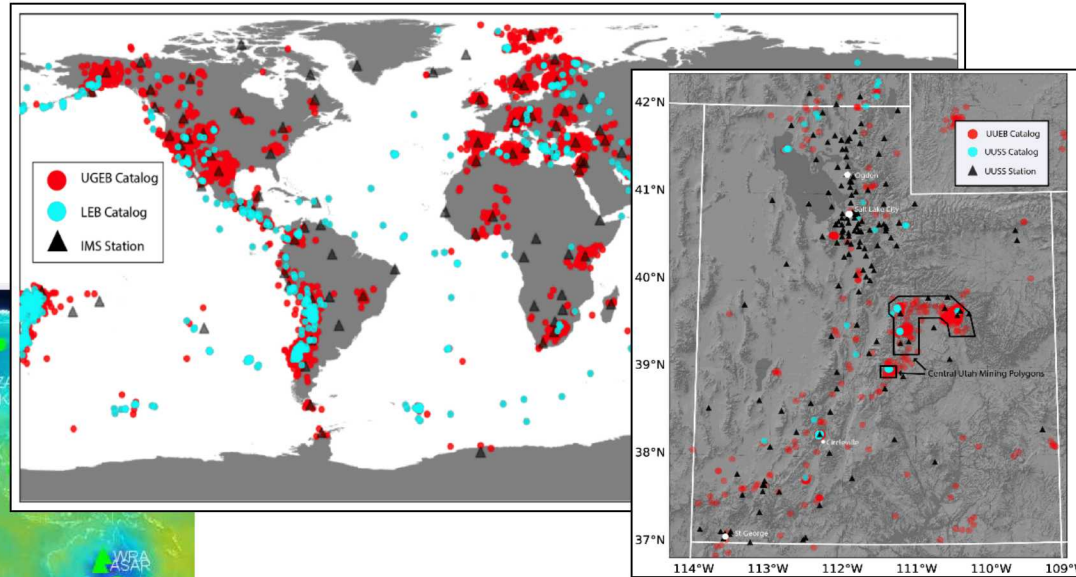 UGEB Catalog
LEB Catalog
IMS Station
42°N
41°N
40°N
39°N
38°N
37°N
UUEB Catalog
UUSS Catalog
UUSS Station
Ogden
Salt Lake City
Central Utah Mining Polygons
St George
114°W
113°W
112°W
111°W
110°W
109°W
WRA
ASAR